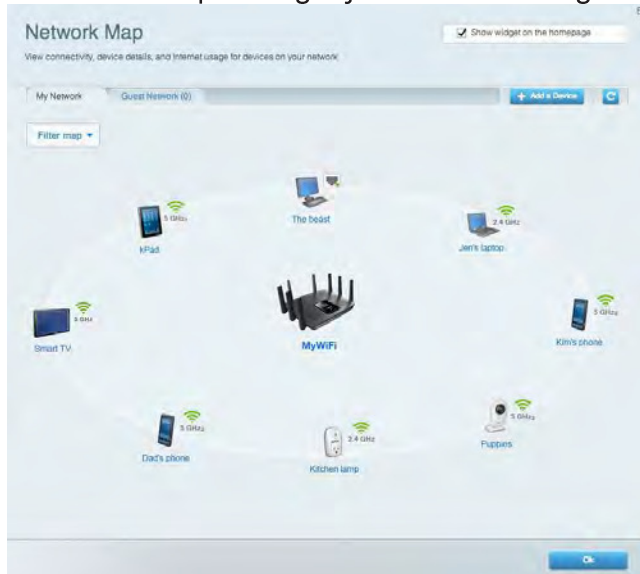 Network Map
Show widget on the homepage
View connectivity, device details, and Internet usage for devices on your network
My Network
Guest Network (0)
+ Add a Device
Filter map
The beast
5 GHz
kPad
2.4 GHz
Jen's laptop
5 GHz
Smart TV
MyWiFi
5 GHz
Kim's phone
5 GHz
Dad's phone
2.4 GHz
Kitchen lamp
5 GHz
Puppies
Ok